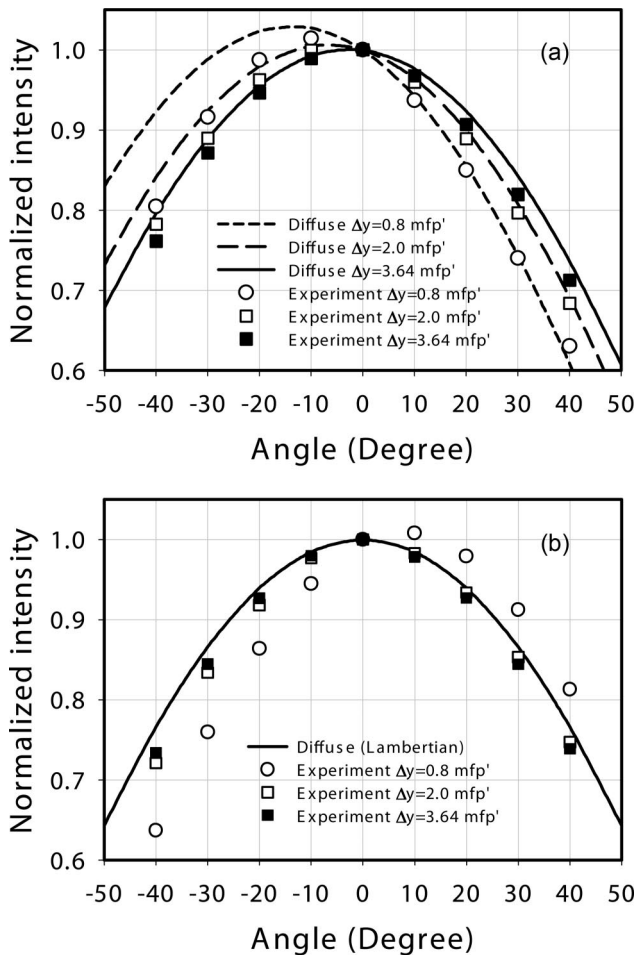 (a)
Normalized intensity
1.0
0.9
0.8
0.7
0.6
Diffuse Δy=0.8 mfp'
Diffuse Δy=2.0 mfp'
Diffuse Δy=3.64 mfp'
Experiment Δy=0.8 mfp'
Experiment Δy=2.0 mfp'
Experiment Δy=3.64 mfp'
-50 -40 -30 -20 -10 0 10 20 30 40 50
Angle (Degree)
(b)
Normalized intensity
1.0
0.9
0.8
0.7
0.6
Diffuse (Lambertian)
Experiment Δy=0.8 mfp'
Experiment Δy=2.0 mfp'
Experiment Δy=3.64 mfp'
-50 -40 -30 -20 -10 0 10 20 30 40 50
Angle (Degree)